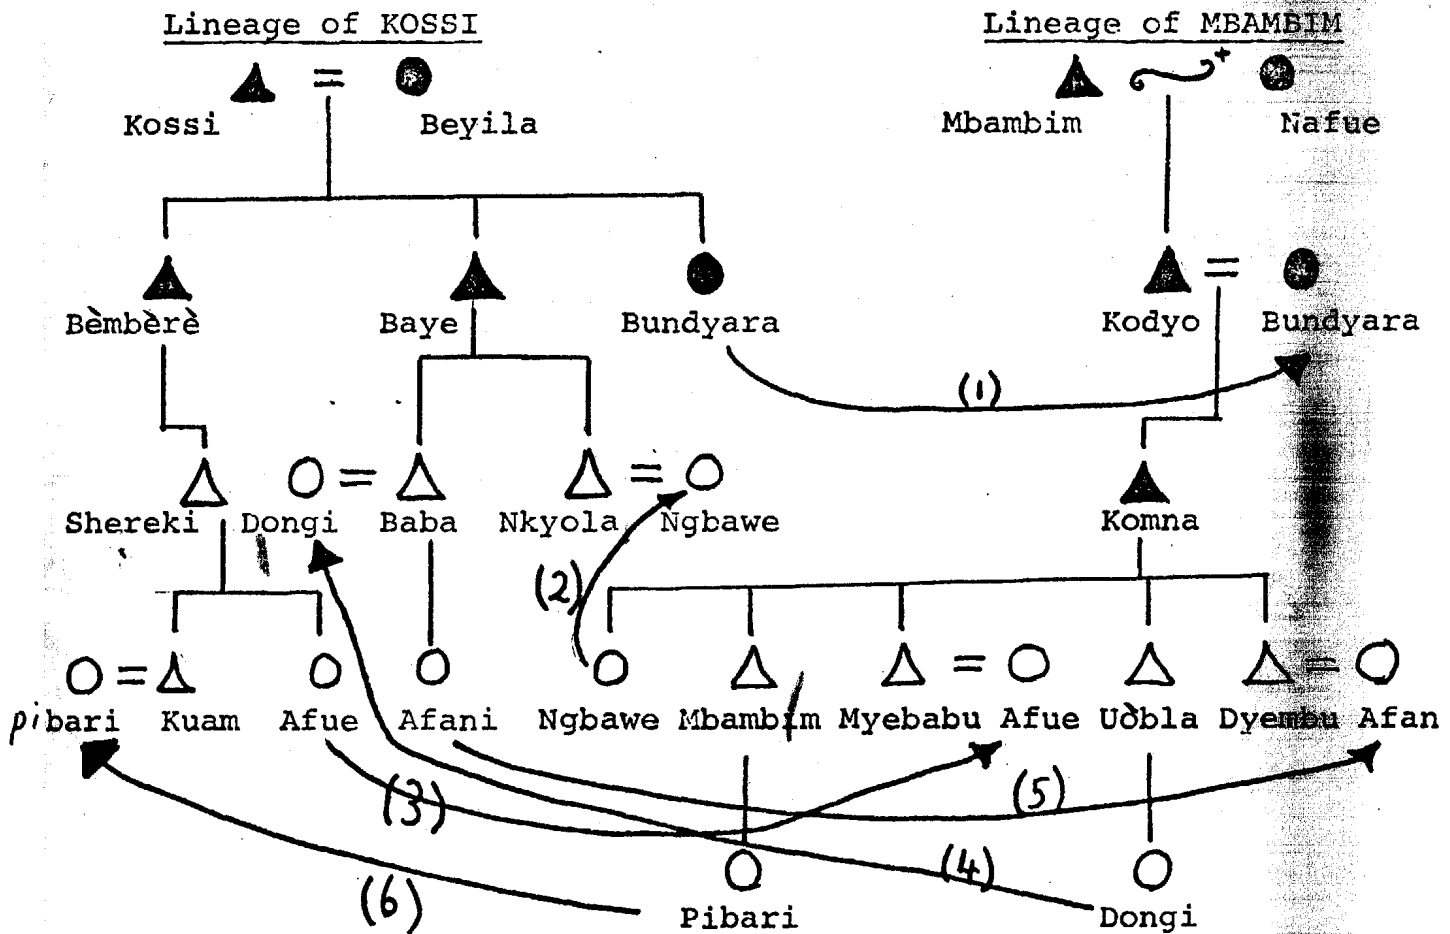 Lineage of KOSSI Lineage of MBAMBIM
Kossi Beyila Mbambim Nafue
Bèmbèrè Baye Bundyara Kodyo Bundyara
(1)
Shereki Dongi Baba Nkyola Ngbawe Komna
(2)
pibari Kuam Afue Afani Ngbawe Mbambim Myebabu Afue Uòbla Dyembu Afan
(3) (5)
(4)
(6)
Pibari Dongi